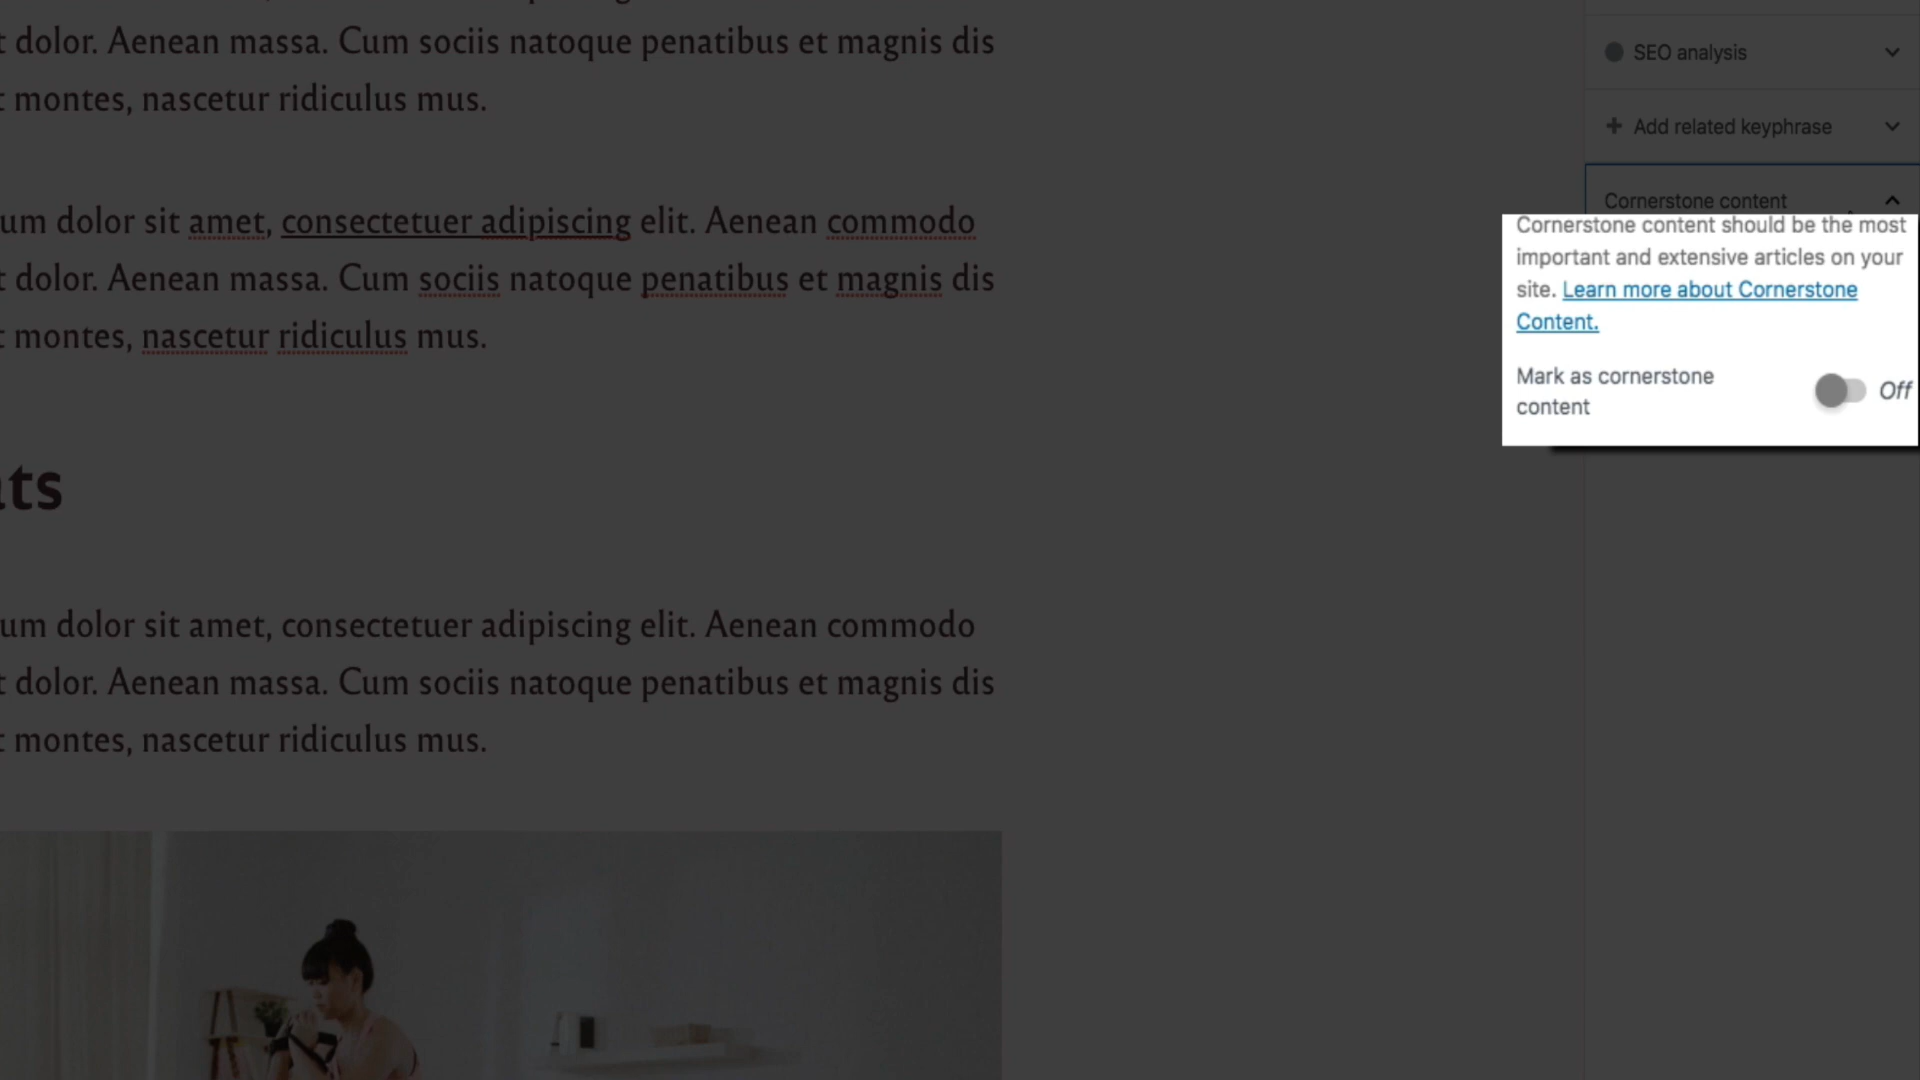 t dolor. Aenean massa. Cum sociis natoque penatibus et magnis dis
t montes, nascetur ridiculus mus.
um dolor sit amet, consectetuer adipiscing elit. Aenean commodo
t dolor. Aenean massa. Cum sociis natoque penatibus et magnis dis
t montes, nascetur ridiculus mus.
ts
um dolor sit amet, consectetuer adipiscing elit. Aenean commodo
t dolor. Aenean massa. Cum sociis natoque penatibus et magnis dis
t montes, nascetur ridiculus mus.
SEO analysis
Add related keyphrase
Cornerstone content
Cornerstone content should be the most
important and extensive articles on your
site. Learn more about Cornerstone
Content.
Mark as cornerstone
content
Off